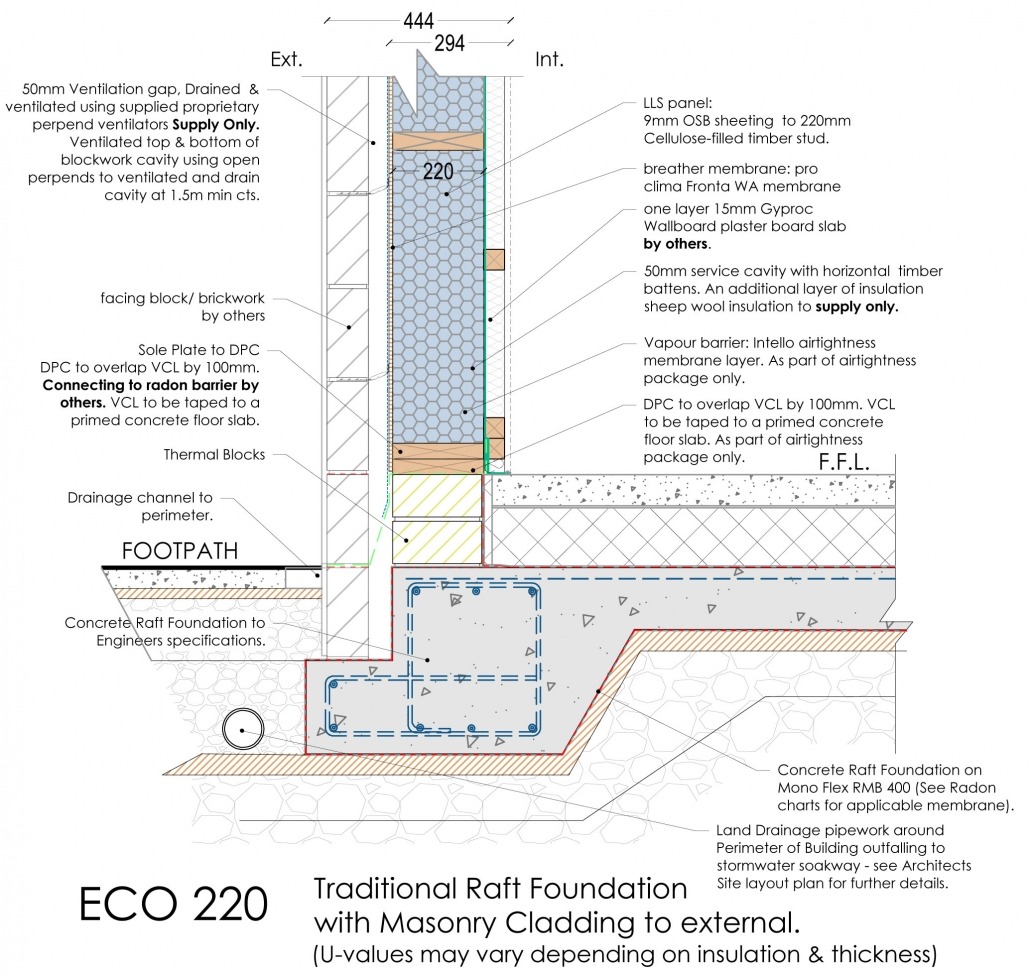 444
294
Ext.
Int.
50mm Ventilation gap, Drained &
ventilated using supplied proprietary
perpend ventilators Supply Only.
Ventilated top & bottom of
blockwork cavity using open
perpends to ventilated and drain
cavity at 1.5m min cts.
facing block/ brickwork
by others
Sole Plate to DPC
DPC to overlap VCL by 100mm.
Connecting to radon barrier by
others. VCL to be taped to a
primed concrete floor slab.
Thermal Blocks
Drainage channel to
perimeter.
FOOTPATH
Concrete Raft Foundation to
Engineers specifications.
220
LLS panel:
9mm OSB sheeting to 220mm
Cellulose-filled timber stud.
breather membrane: pro
clima Fronta WA membrane
one layer 15mm Gyproc
Wallboard plaster board slab
by others.
50mm service cavity with horizontal timber
battens. An additional layer of insulation
sheep wool insulation to supply only.
Vapour barrier: Intello airtightness
membrane layer. As part of airtightness
package only.
DPC to overlap VCL by 100mm. VCL
to be taped to a primed concrete
floor slab. As part of airtightness
package only.
F.F.L.
Concrete Raft Foundation on
Mono Flex RMB 400 (See Radon
charts for applicable membrane).
Land Drainage pipework around
Perimeter of Building outfalling to
stormwater soakway - see Architects
Site layout plan for further details.
ECO 220
Traditional Raft Foundation
with Masonry Cladding to external.
(U-values may vary depending on insulation & thickness)